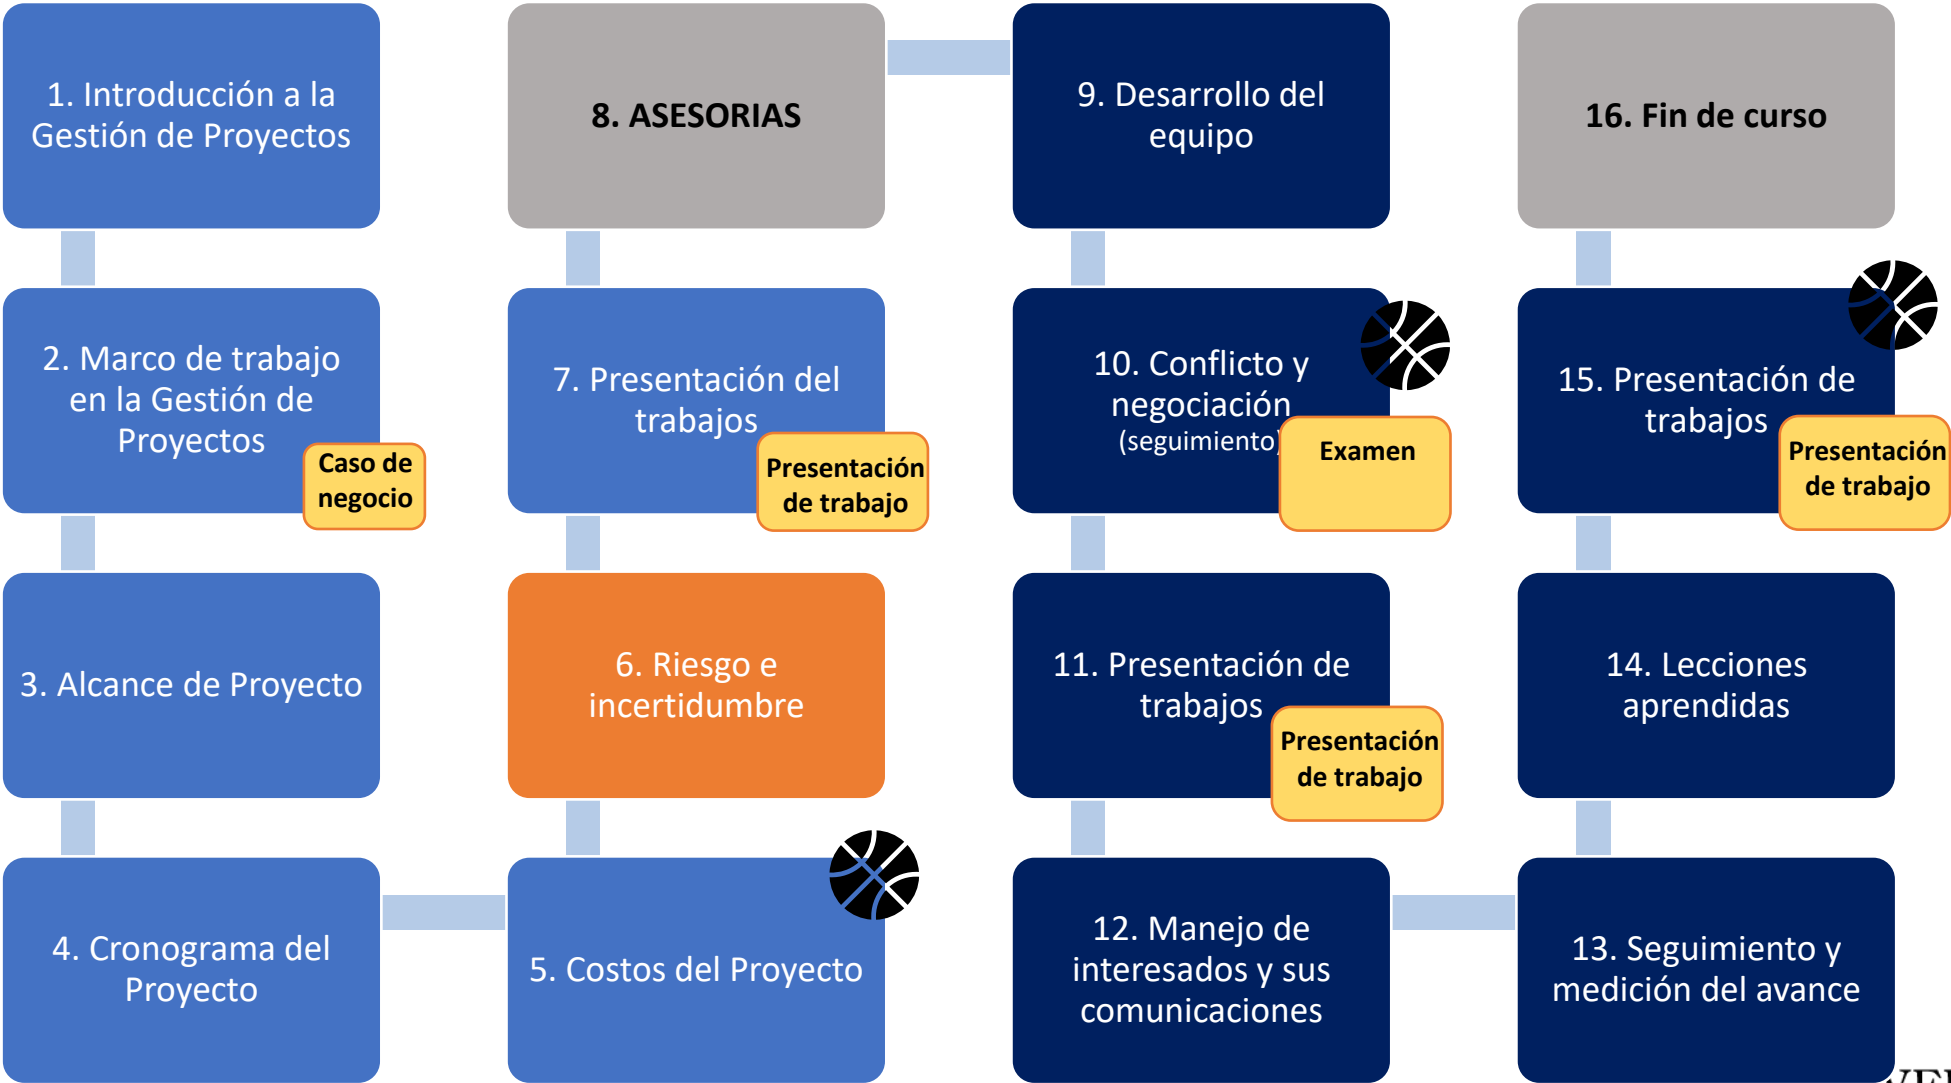 1. Introducción a la
Gestión de Proyectos
2. Marco de trabajo
en la Gestión de
Proyectos
Caso de
negocio
3. Alcance de Proyecto
4. Cronograma del
Proyecto
5. Costos del Proyecto
6. Riesgo e
incertidumbre
7. Presentación del
trabajos
Presentación
de trabajo
8. ASESORIAS
9. Desarrollo del
equipo
10. Conflicto y
negociación
(seguimiento)
Examen
11. Presentación de
trabajos
Presentación
de trabajo
12. Manejo de
interesados y sus
comunicaciones
13. Seguimiento y
medición del avance
14. Lecciones
aprendidas
15. Presentación de
trabajos
Presentación
de trabajo
16. Fin de curso